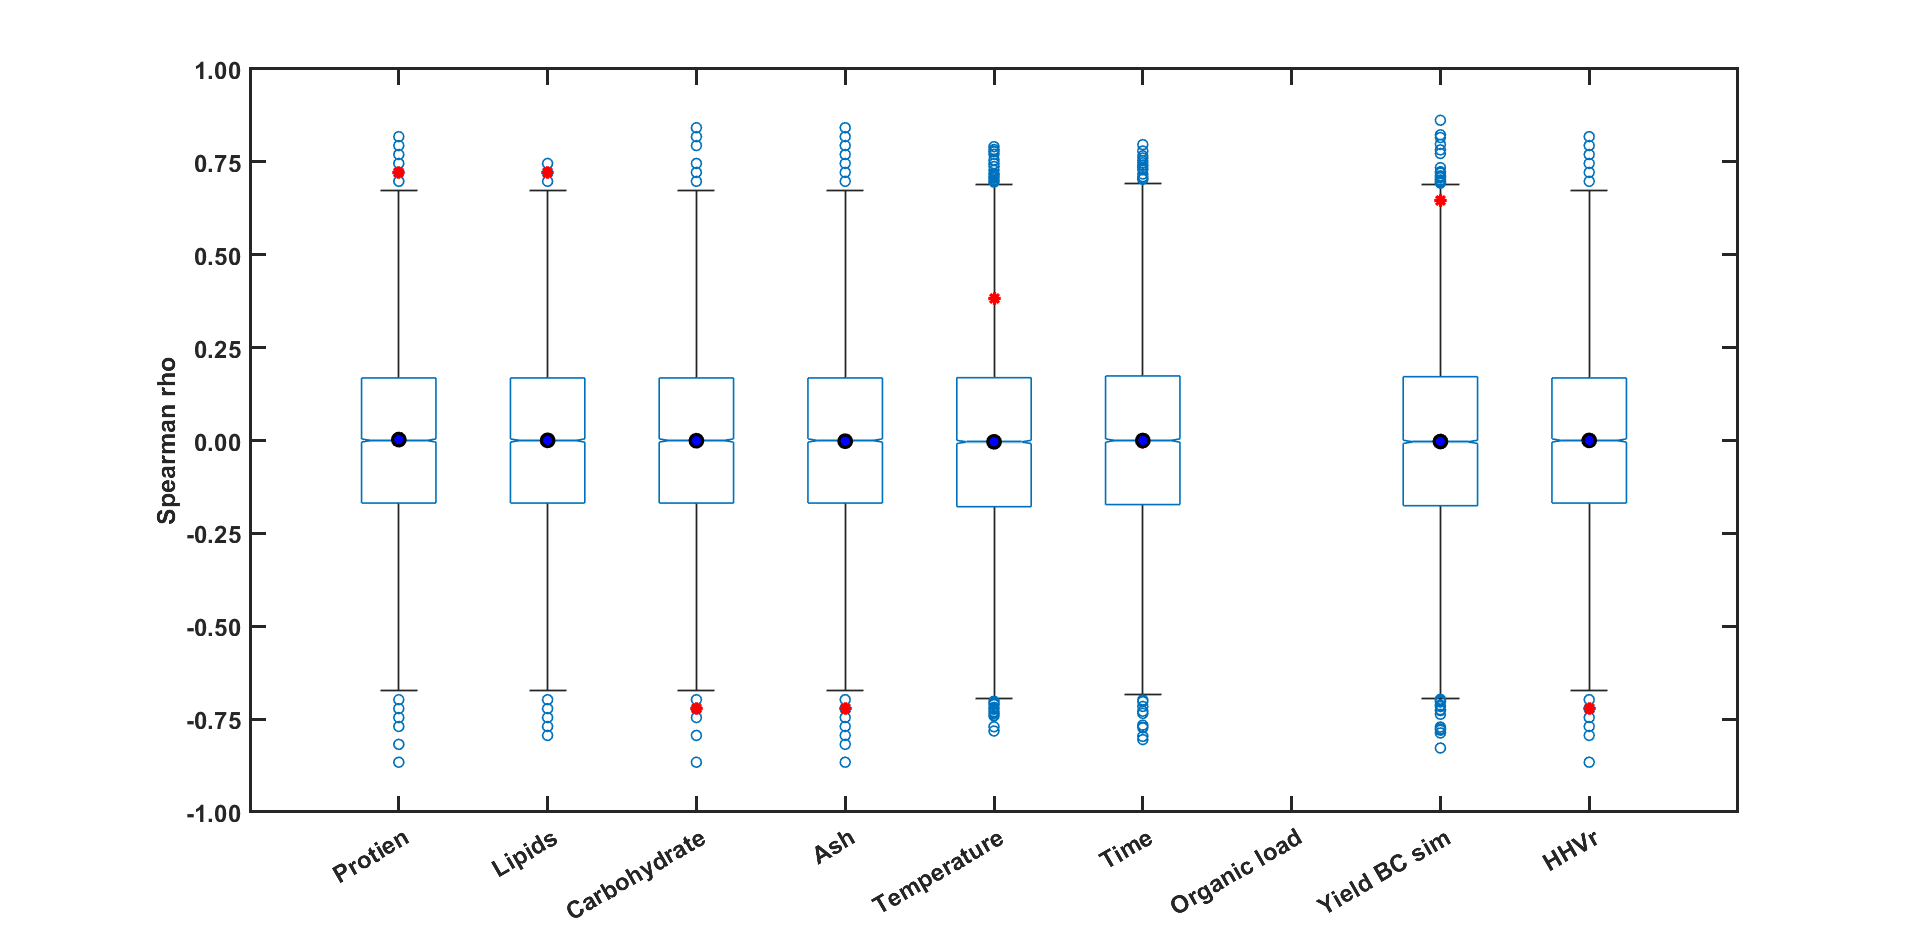 1.00
0.75
0.50
0.25
0.00
-0.25
-0.50
-0.75
-1.00
Spearman rho
Protien
Lipids
Carbohydrate
Ash
Temperature
Time
Organic load
Yield BC sim
HHVr